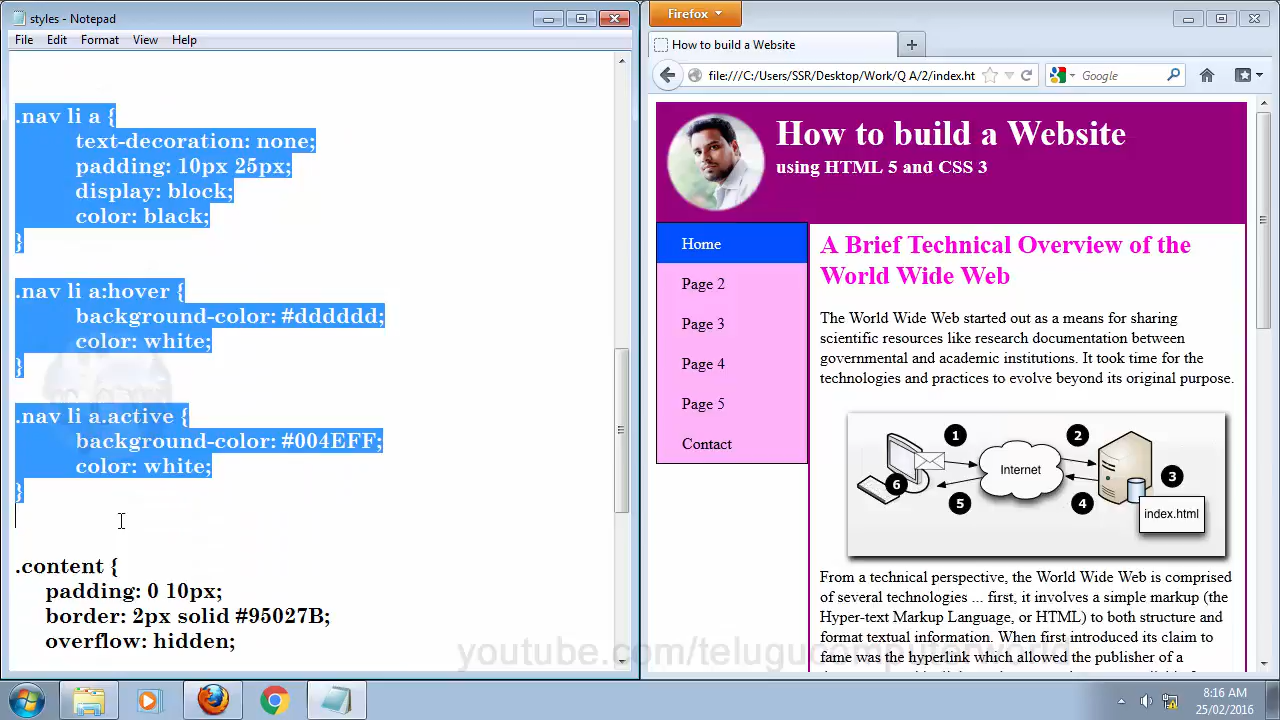 styles - Notepad
File Edit Format View Help
.nav li a {
text-decoration: none;
padding: 10px 25px;
display: block;
color: black;
}
.nav li a:hover {
background-color: #dddddd;
color: white;
}
.nav li a.active {
background-color: #004EFF;
color: white;
}
.content {
padding: 0 10px;
border: 2px solid #95027B;
overflow: hidden;
Firefox
How to build a Website
file:///C:/Users/SSR/Desktop/Work/Q A/2/index.ht
Google
How to build a Website
using HTML 5 and CSS 3
Home
Page 2
Page 3
Page 4
Page 5
Contact
A Brief Technical Overview of the
World Wide Web
The World Wide Web started out as a means for sharing
scientific resources like research documentation between
governmental and academic institutions. It took time for the
technologies and practices to evolve beyond its original purpose.
1
2
Internet
3
6
5
4
index.html
From a technical perspective, the World Wide Web is comprised
of several technologies ... first, it involves a simple markup (the
Hyper-text Markup Language, or HTML) to both structure and
format textual information. When first introduced its claim to
fame was the hyperlink which allowed the publisher of a
youtube.com/telugucomputerworld
8:16 AM
25/02/2016